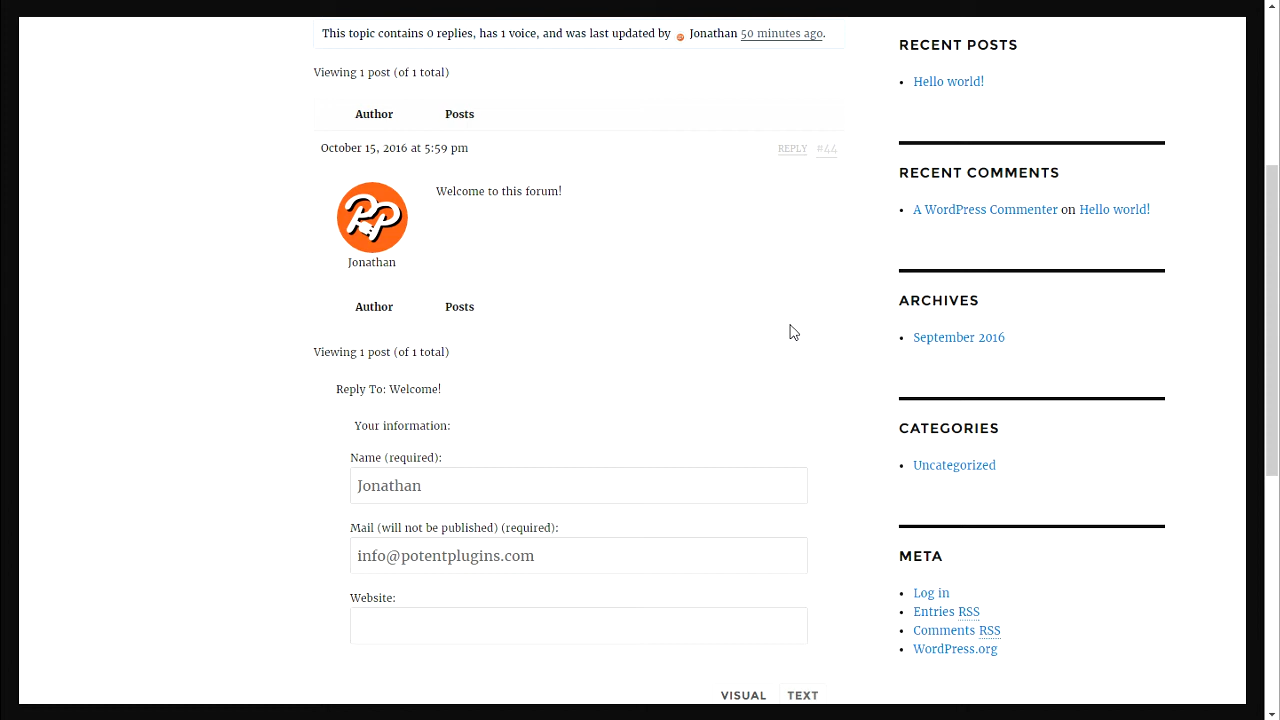 This topic contains 0 replies, has 1 voice, and was last updated by Jonathan 50 minutes ago.
Viewing 1 post (of 1 total)
Author Posts
October 15, 2016 at 5:59 pm REPLY #44
RP
Welcome to this forum!
Jonathan
Author Posts
Viewing 1 post (of 1 total)
Reply To: Welcome!
Your information:
Name (required):
Jonathan
Mail (will not be published) (required):
info@potentplugins.com
Website:
VISUAL TEXT
RECENT POSTS
Hello world!
RECENT COMMENTS
A WordPress Commenter on Hello world!
ARCHIVES
September 2016
CATEGORIES
Uncategorized
META
Log in
Entries RSS
Comments RSS
WordPress.org